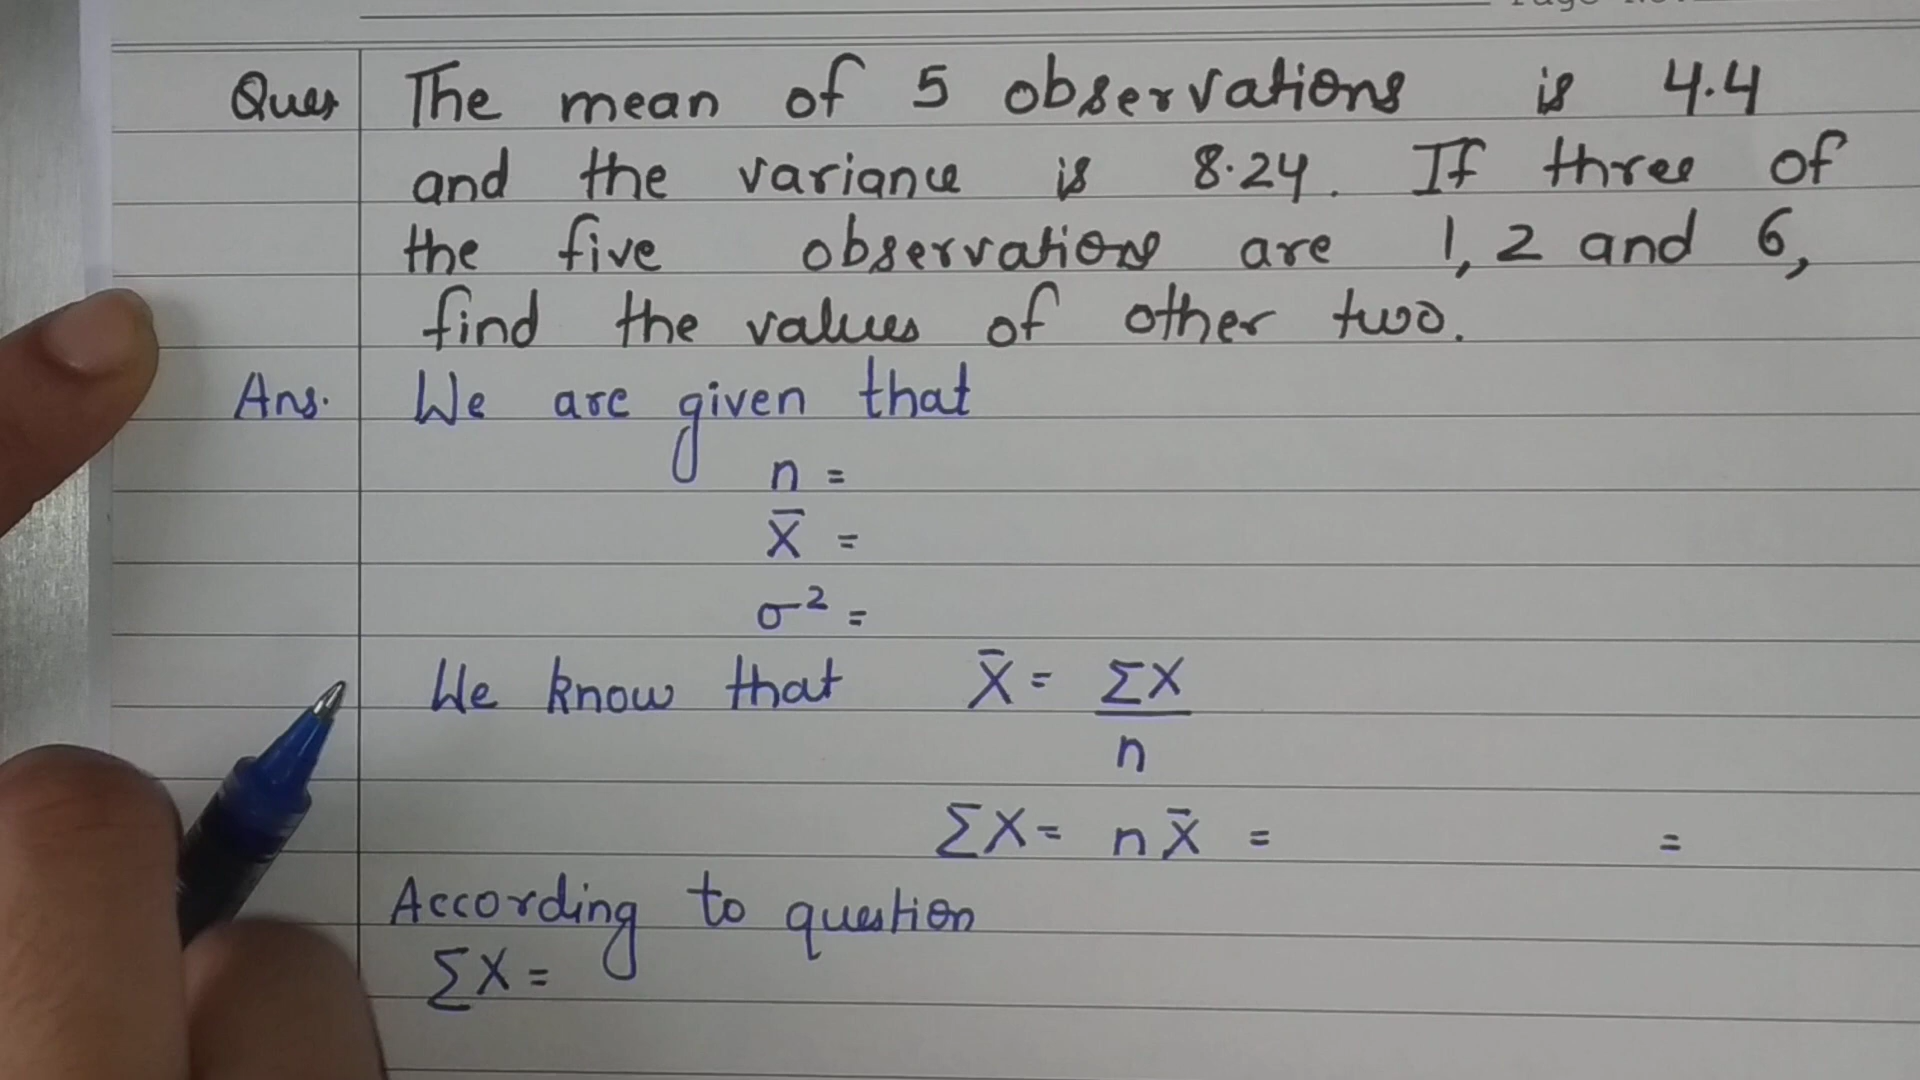 Ques The mean of 5 observations is 4.4
and the variance is 8.24. If three of
the five observations are 1, 2 and 6,
find the values of other two.
Ans. We are given that
n =
X̄ =
σ² =
We know that X̄ = ΣX
n
ΣX = nX̄ = =
According to question
ΣX =